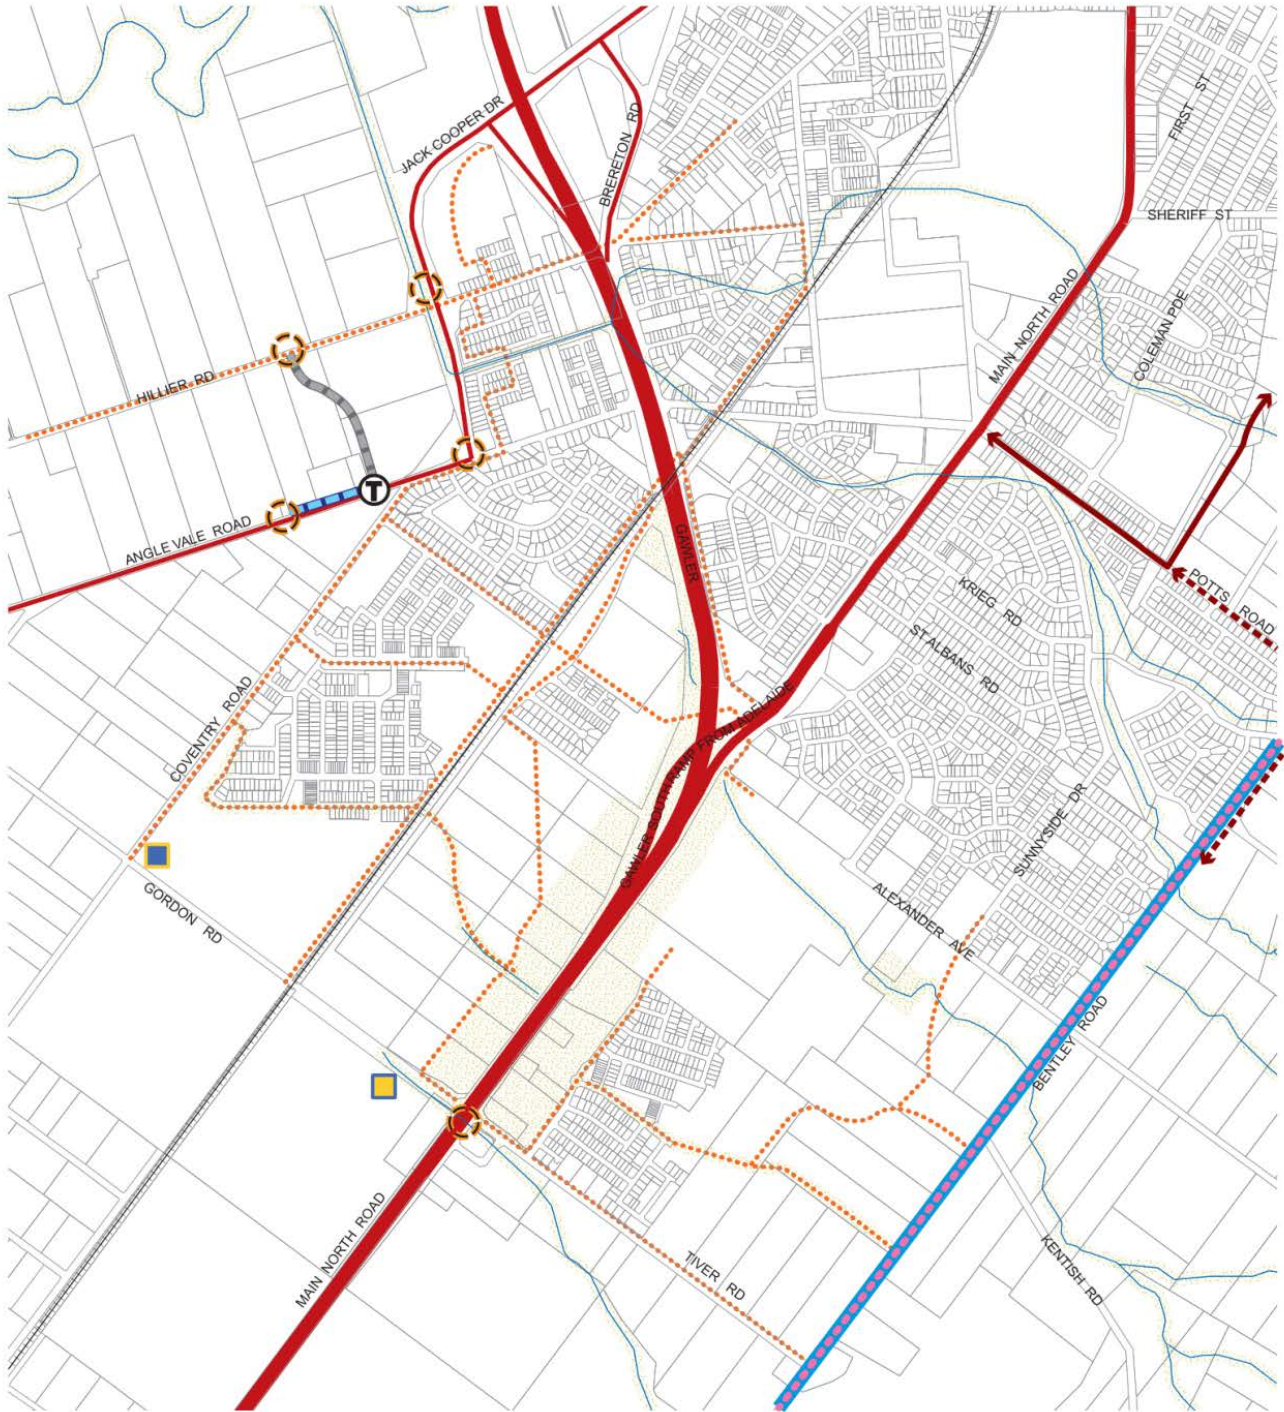 FIRST ST
JACK COOPER DR
BRERETON RD
SHERIFF ST
MAIN NORTH ROAD
COLEMAN PDE
HILLIER RD
T
ANGLE VALE ROAD
GAWLER
POTTS ROAD
KRIEG RD
ST ALBANS RD
COVENTRY ROAD
GAWLER SOUTH RAMP FROM ADELAIDE
SUNNYSIDE DR
GORDON RD
ALEXANDER AVE
BENTLEY ROAD
MAIN NORTH ROAD
TIVER RD
KENTISH RD